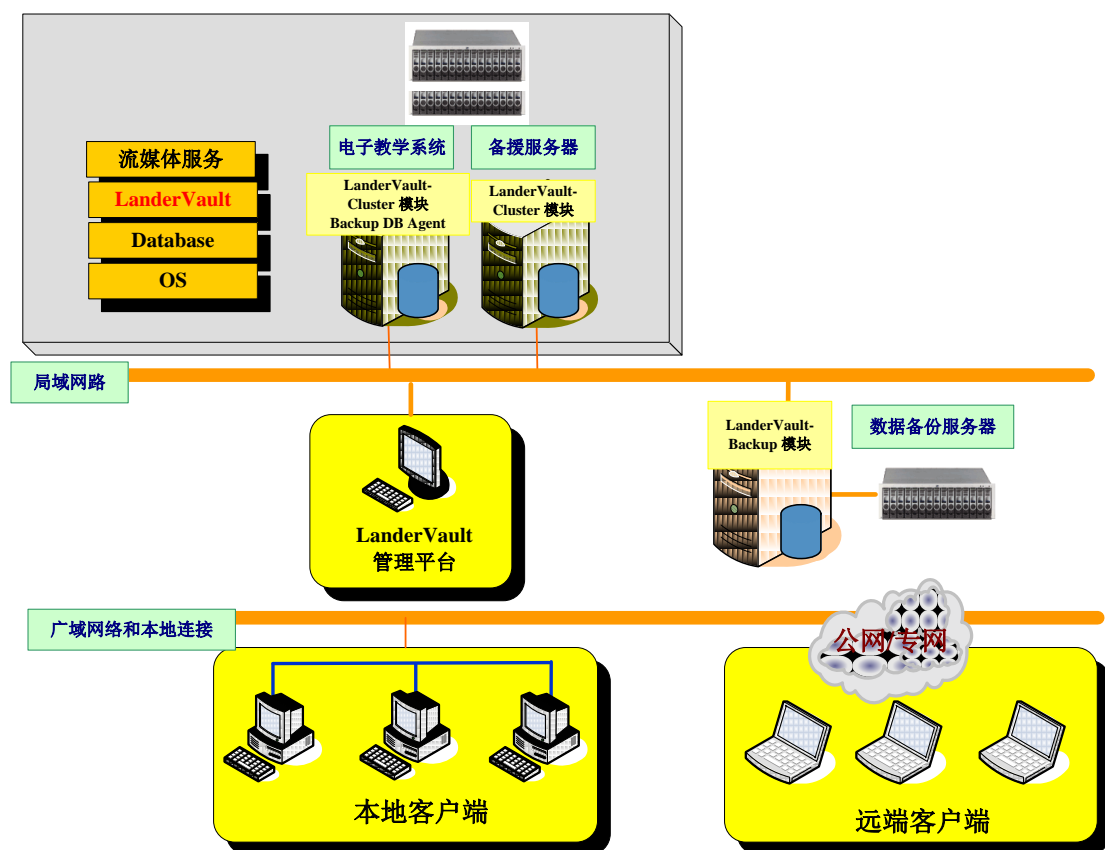 电子教学系统
备援服务器
流媒体服务
LanderVault
Database
OS
LanderVault-
Cluster 模块
Backup DB Agent
LanderVault-
Cluster 模块
局域网路
LanderVault-
Backup 模块
数据备份服务器
LanderVault
管理平台
广域网络和本地连接
公网/专网
本地客户端
远端客户端